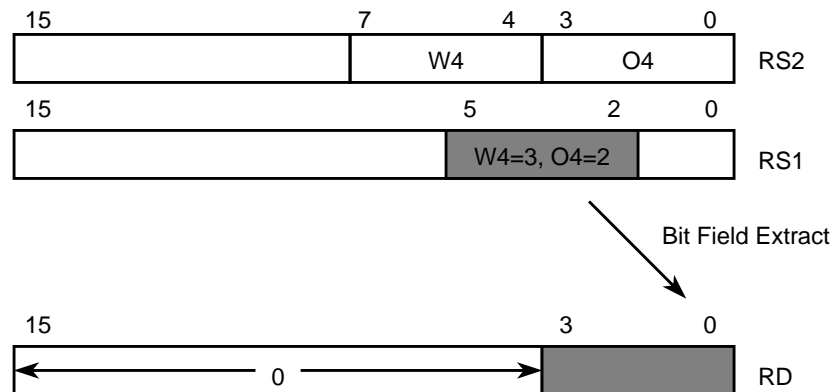 15 7 4 3 0
W4 O4 RS2
15 5 2 0
W4=3, O4=2 RS1
Bit Field Extract
15 3 0
0 RD